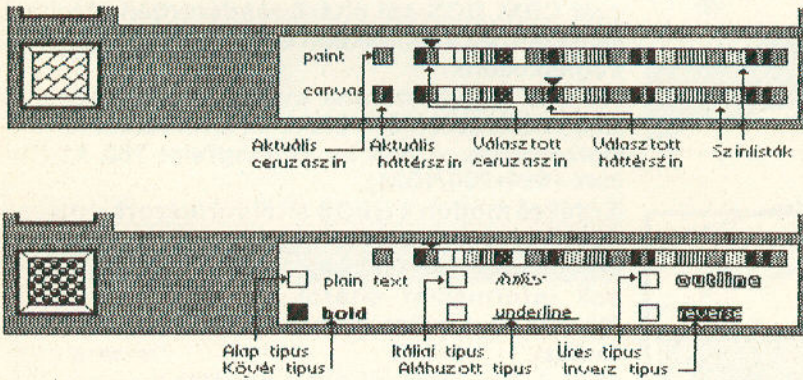 paint
canvas
Aktuális ceruzaszín
Aktuális háttérszín
Választott ceruzaszín
Választott háttérszín
Színlisták
plain text
italics
outline
bold
underline
reverse
Alap típus
Kövér típus
Itáliai típus
Aláhuzott típus
Üres típus
Inverz típus